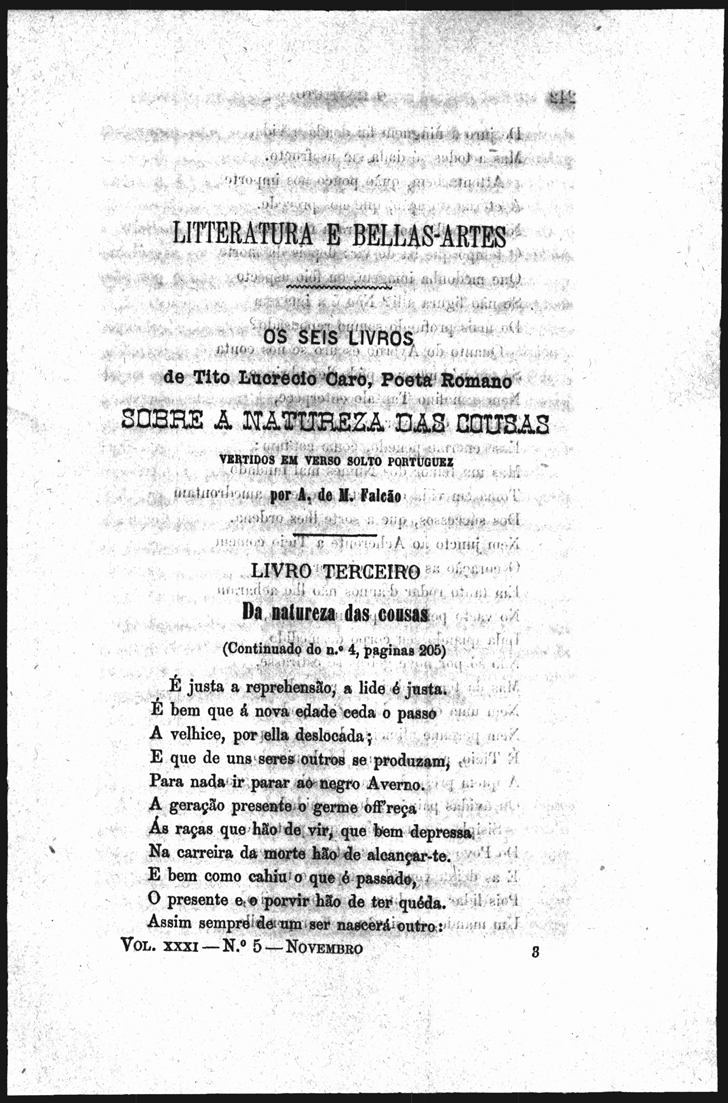 LITTERATURA E BELLAS-ARTES
OS SEIS LIVROS
de Tito Lucrecio Caro, Poeta Romano
SOBRE A NATUREZA DAS COUSAS
VERTIDOS EM VERSO SOLTO PORTUGUEZ
por A. de M. Falcão
LIVRO TERCEIRO
Da natureza das cousas
(Continuado do n.º 4, paginas 205)
É justa a reprehensão, a lide é justa.
É bem que á nova edade ceda o passo
A velhice, por ella deslocada;
E que de uns seres outros se produzam,
Para nada ir parar ao negro Averno.
A geração presente o germe off'reça
Ás raças que hão de vir, que bem depressa
Na carreira da morte hão de alcançar-te.
E bem como cahiu o que é passado,
O presente e o porvir hão de ter quéda.
Assim sempre de um ser nascerá outro:
VOL. XXXI — N.º 5 — NOVEMBRO 3